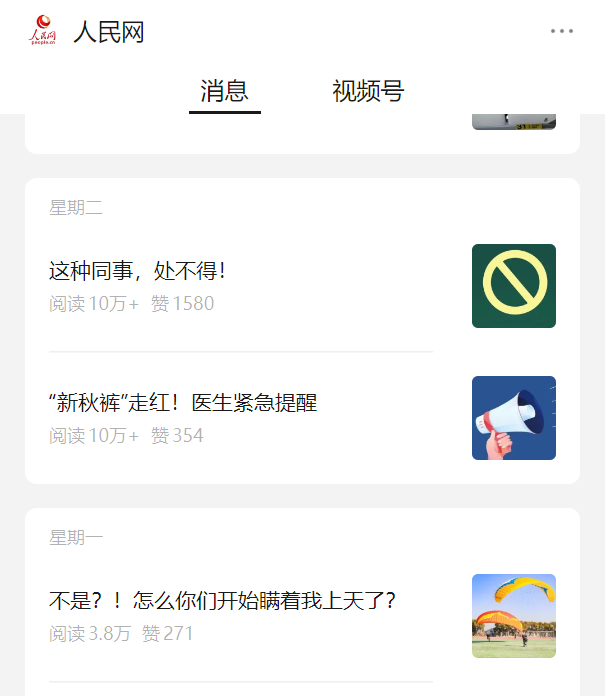 人民网
people.cn
人民网
消息
视频号
星期二
这种同事，处不得！
阅读 10万+ 赞 1580
“新秋裤”走红！医生紧急提醒
阅读 10万+ 赞 354
星期一
不是？！怎么你们开始瞒着我上天了？
阅读 3.8万 赞 271